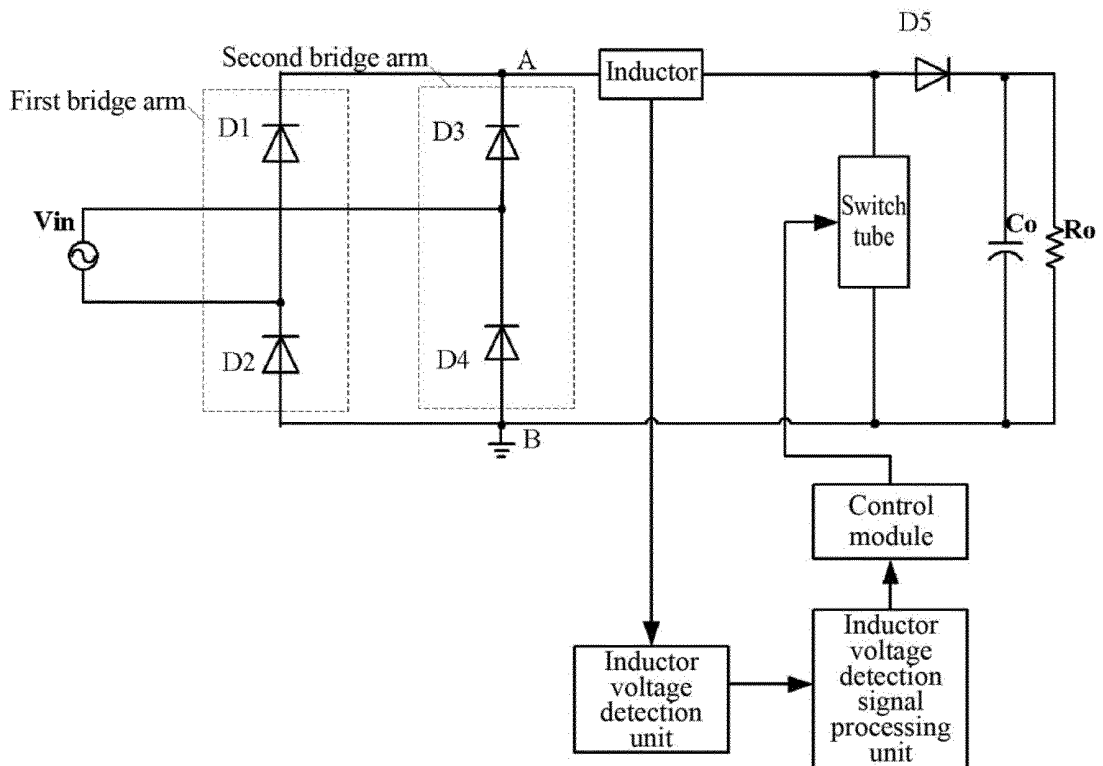 D5
Second bridge arm
A
Inductor
First bridge arm
D1
D3
Vin
Switch
tube
Co
Ro
D2
D4
B
Control
module
Inductor
voltage
detection
unit
Inductor
voltage
detection
signal
processing
unit